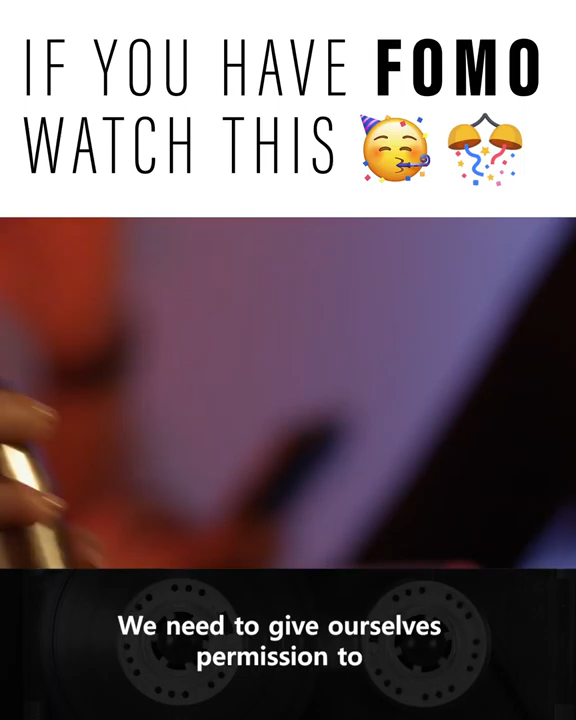 IF YOU HAVE FOMO
WATCH THIS 🥳 🎊
We need to give ourselves
permission to